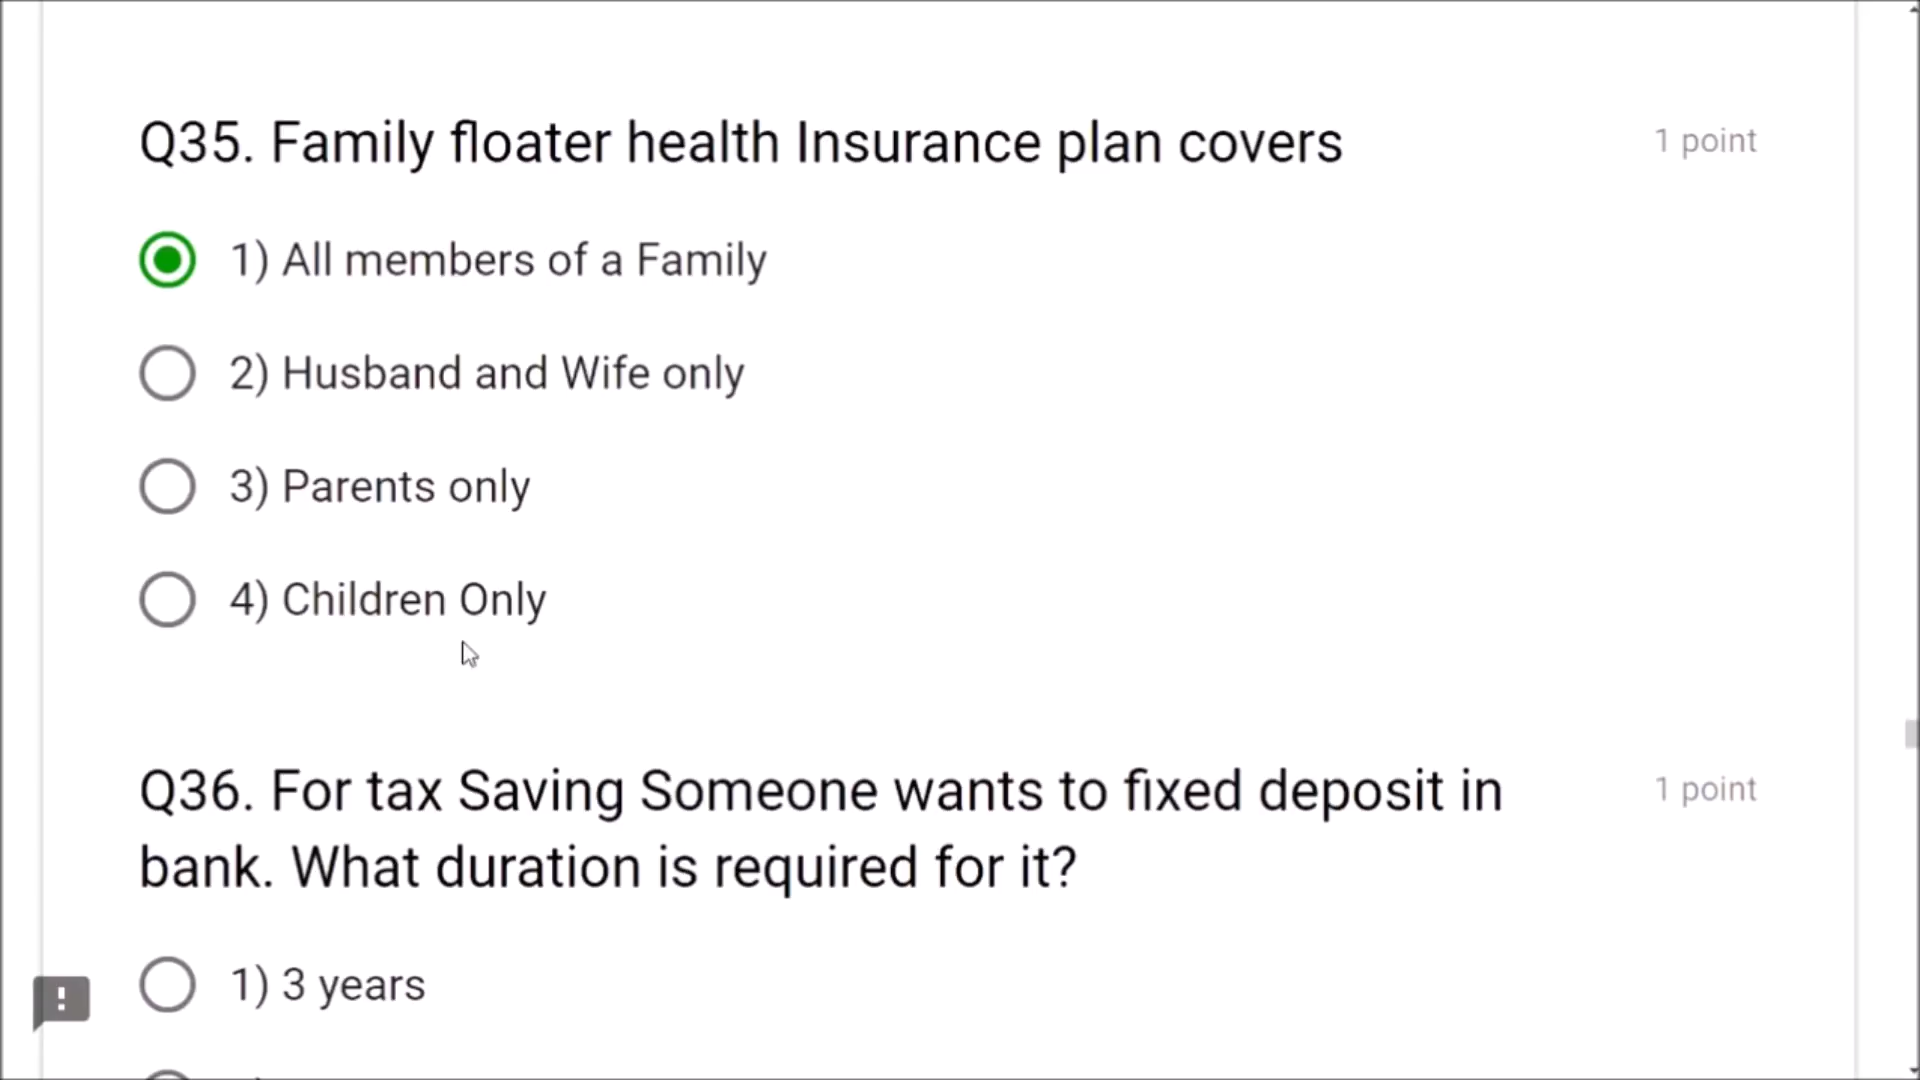 Q35. Family floater health Insurance plan covers
1 point
1) All members of a Family
2) Husband and Wife only
3) Parents only
4) Children Only
Q36. For tax Saving Someone wants to fixed deposit in
1 point
bank. What duration is required for it?
1) 3 years